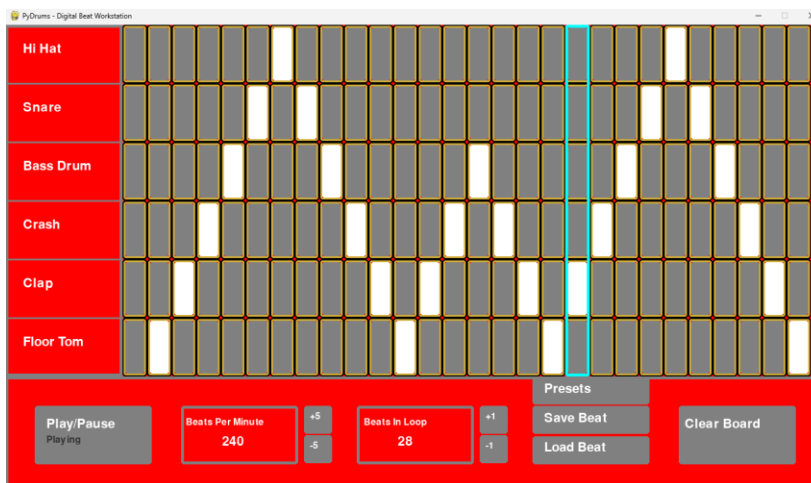 PyDrums - Digital Beat Workstation
Hi Hat
Snare
Bass Drum
Crash
Clap
Floor Tom
Play/Pause
Playing
Beats Per Minute
240
+5
-5
Beats In Loop
28
+1
-1
Presets
Save Beat
Load Beat
Clear Board